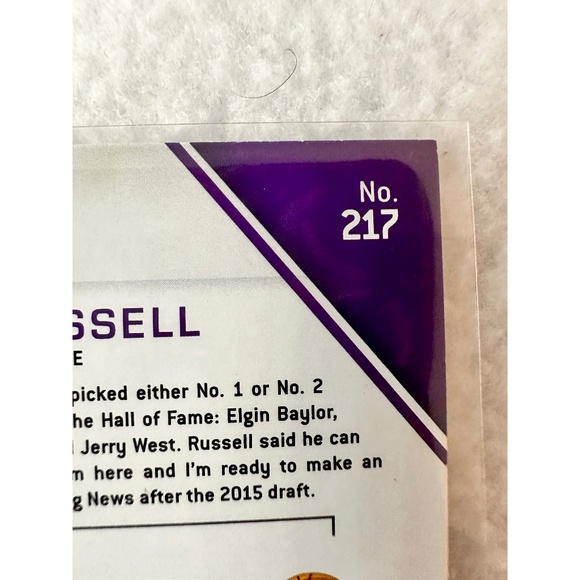 No.
217
SSELL
E
picked either No. 1 or No. 2
he Hall of Fame: Elgin Baylor,
Jerry West. Russell said he can
m here and I'm ready to make an
g News after the 2015 draft.